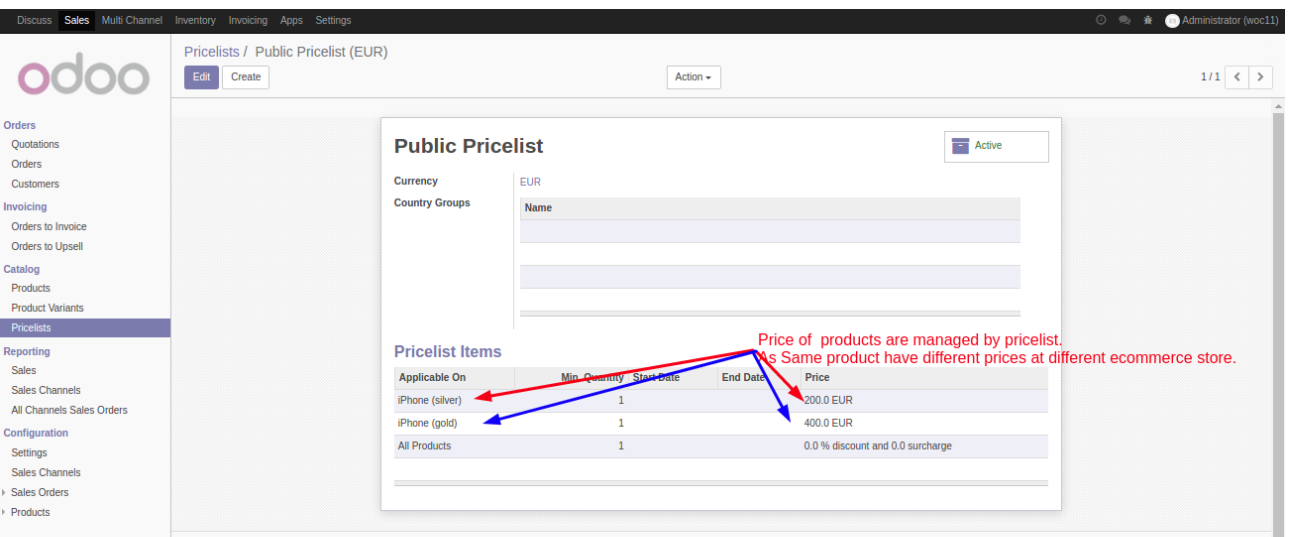 Discuss Sales Multi Channel Inventory Invoicing Apps Settings Administrator (woc11)
odoo
Pricelists / Public Pricelist (EUR)
Edit Create Action 1 / 1
Orders
Quotations
Orders
Customers
Invoicing
Orders to Invoice
Orders to Upsell
Catalog
Products
Product Variants
Pricelists
Reporting
Sales
Sales Channels
All Channels Sales Orders
Configuration
Settings
Sales Channels
Sales Orders
Products
Public Pricelist
Active
Currency EUR
Country Groups Name
Price of products are managed by pricelist.
As Same product have different prices at different ecommerce store.
Pricelist Items
Applicable On Min. Quantity Start Date End Date Price
iPhone (silver) 1 200.0 EUR
iPhone (gold) 1 400.0 EUR
All Products 1 0.0 % discount and 0.0 surcharge